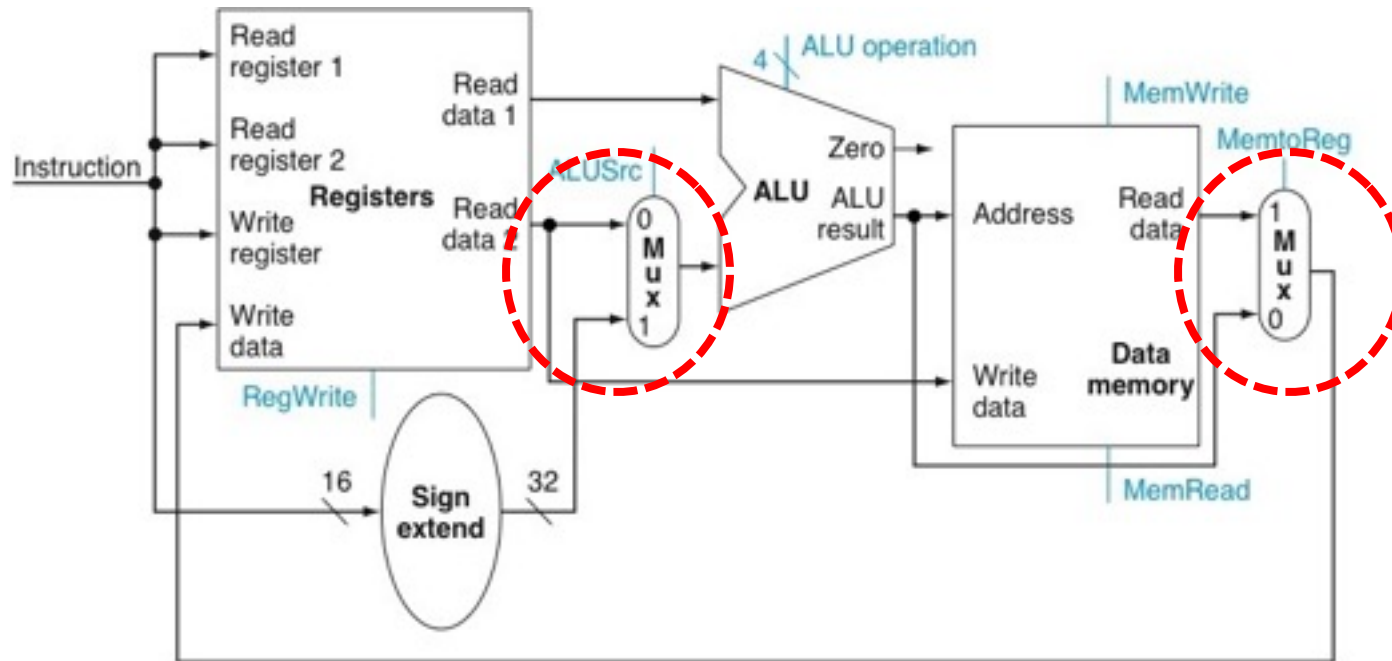 Instruction
Read
register 1
Read
register 2
Registers
Write
register
Write
data
Read
data 1
Read
data 2
RegWrite
16
Sign
extend
32
ALUSrc
0
Mux
1
4
ALU operation
Zero
ALU
ALU
result
MemWrite
Address
Read
data
Write
data
Data
memory
MemRead
MemtoReg
1
Mux
0